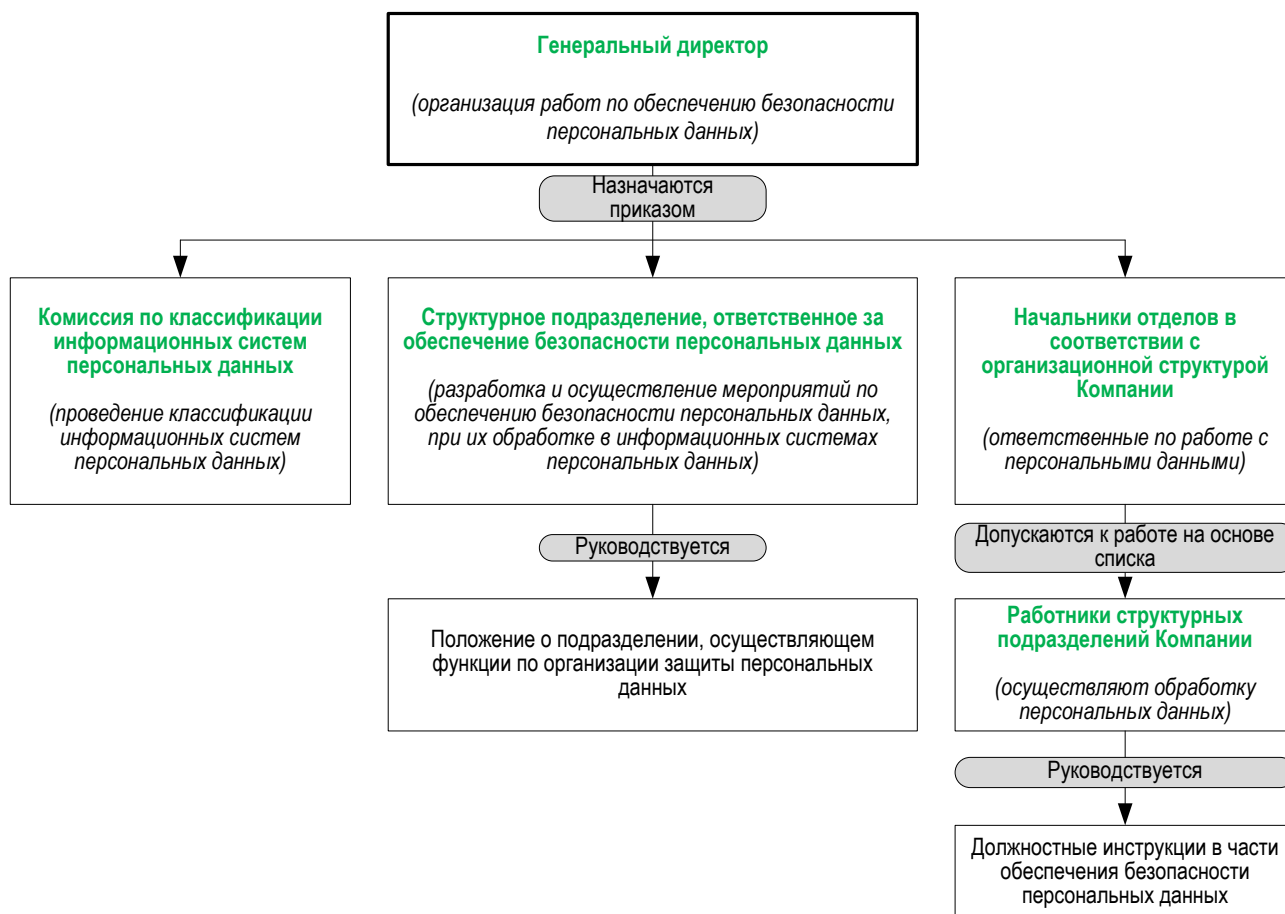 Генеральный директор
(организация работ по обеспечению безопасности
персональных данных)
Назначаются
приказом
Комиссия по классификации
информационных систем
персональных данных
(проведение классификации
информационных систем
персональных данных)
Структурное подразделение, ответственное за
обеспечение безопасности персональных данных
(разработка и осуществление мероприятий по
обеспечению безопасности персональных данных,
при их обработке в информационных системах
персональных данных)
Начальники отделов в
соответствии с
организационной структурой
Компании
(ответственные по работе с
персональными данными)
Руководствуется
Допускаются к работе на основе
списка
Положение о подразделении, осуществляющем
функции по организации защиты персональных
данных
Работники структурных
подразделений Компании
(осуществляют обработку
персональных данных)
Руководствуется
Должностные инструкции в части
обеспечения безопасности
персональных данных